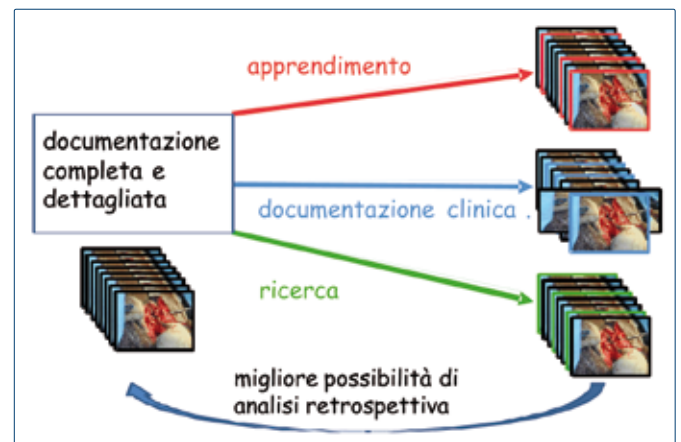 apprendimento
documentazione
completa e
dettagliata
documentazione clinica .
ricerca
migliore possibilità di
analisi retrospettiva